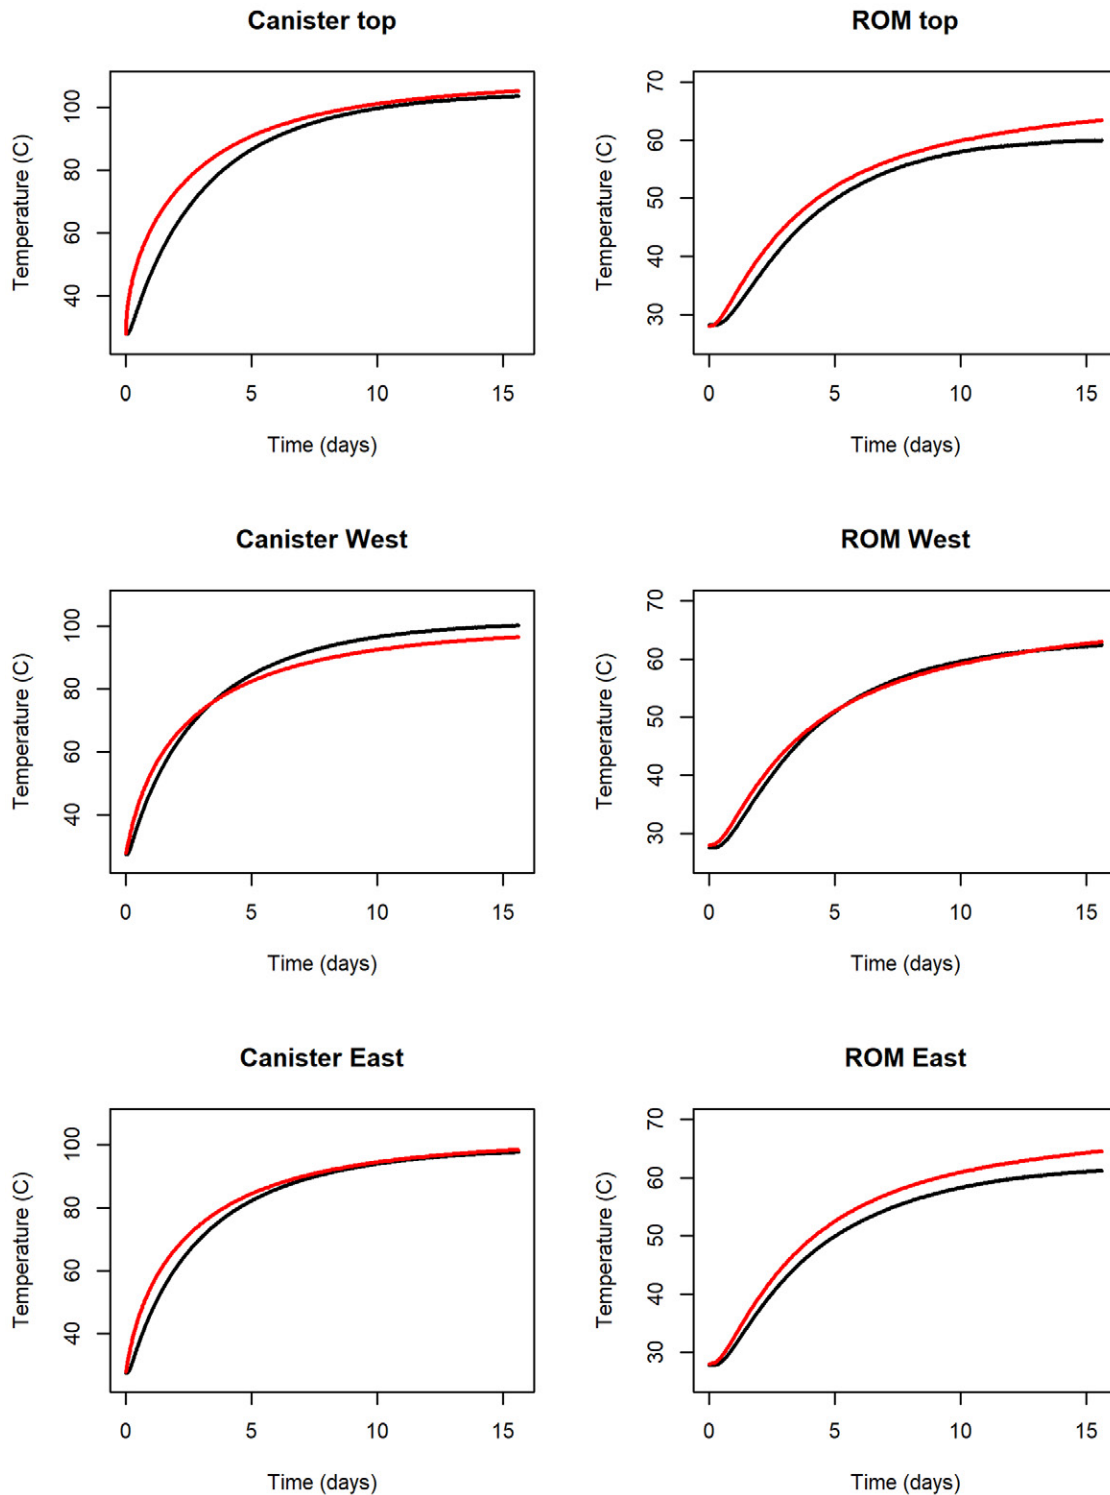 Canister top
Temperature (C)
40 60 80 100
0 5 10 15
Time (days)
ROM top
Temperature (C)
30 40 50 60 70
0 5 10 15
Time (days)
Canister West
Temperature (C)
40 60 80 100
0 5 10 15
Time (days)
ROM West
Temperature (C)
30 40 50 60 70
0 5 10 15
Time (days)
Canister East
Temperature (C)
40 60 80 100
0 5 10 15
Time (days)
ROM East
Temperature (C)
30 40 50 60 70
0 5 10 15
Time (days)